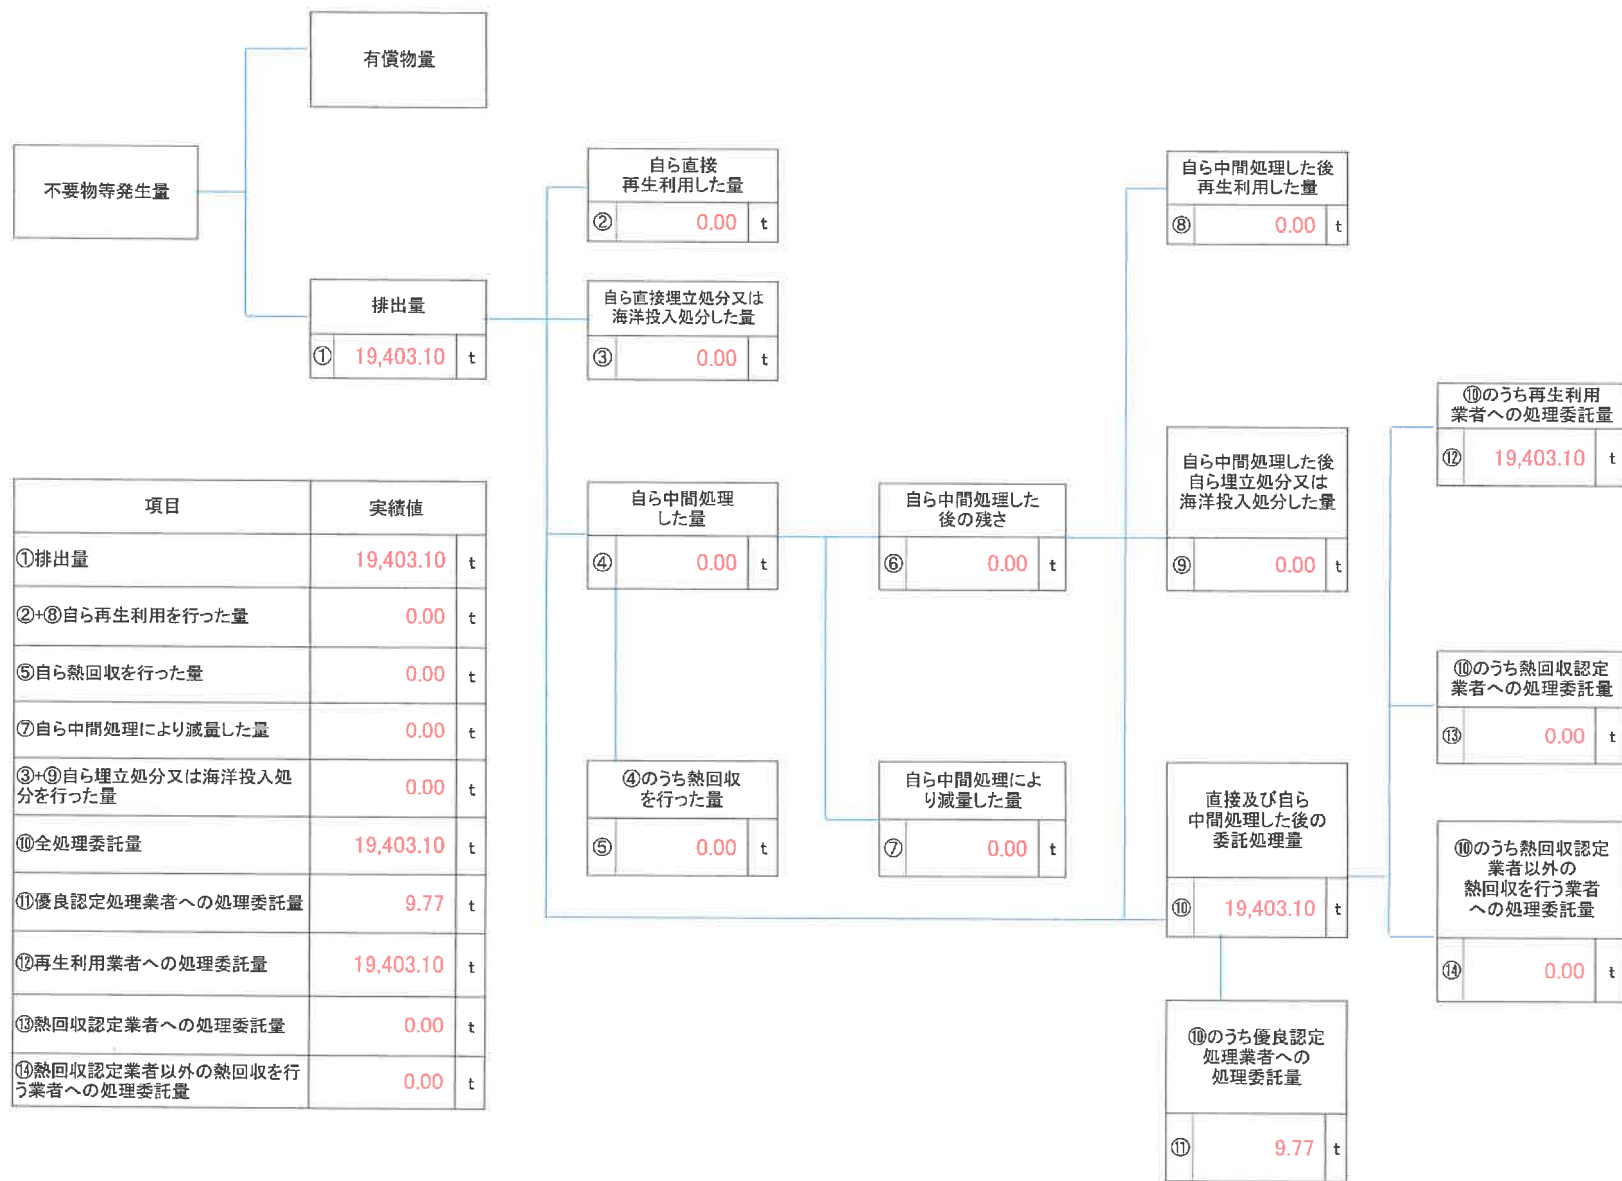 有償物量
不要物等発生量
排出量
① 19,403.10 t
自ら直接
再生利用した量
② 0.00 t
自ら直接埋立処分又は
海洋投入処分した量
③ 0.00 t
自ら中間処理
した量
④ 0.00 t
④のうち熱回収
を行った量
⑤ 0.00 t
自ら中間処理した
後の残さ
⑥ 0.00 t
自ら中間処理によ
り減量した量
⑦ 0.00 t
自ら中間処理した後
再生利用した量
⑧ 0.00 t
自ら中間処理した後
自ら埋立処分又は
海洋投入処分した量
⑨ 0.00 t
直接及び自ら
中間処理した後の
委託処理量
⑩ 19,403.10 t
⑩のうち優良認定
処理業者への
処理委託量
⑪ 9.77 t
⑩のうち再生利用
業者への処理委託量
⑫ 19,403.10 t
⑩のうち熱回収認定
業者への処理委託量
⑬ 0.00 t
⑩のうち熱回収認定
業者以外の
熱回収を行う業者
への処理委託量
⑭ 0.00 t
項目 実績値
①排出量 19,403.10 t
②+⑧自ら再生利用を行った量 0.00 t
⑤自ら熱回収を行った量 0.00 t
⑦自ら中間処理により減量した量 0.00 t
③+⑨自ら埋立処分又は海洋投入処
分を行った量 0.00 t
⑩全処理委託量 19,403.10 t
⑪優良認定処理業者への処理委託量 9.77 t
⑫再生利用業者への処理委託量 19,403.10 t
⑬熱回収認定業者への処理委託量 0.00 t
⑭熱回収認定業者以外の熱回収を行
う業者への処理委託量 0.00 t